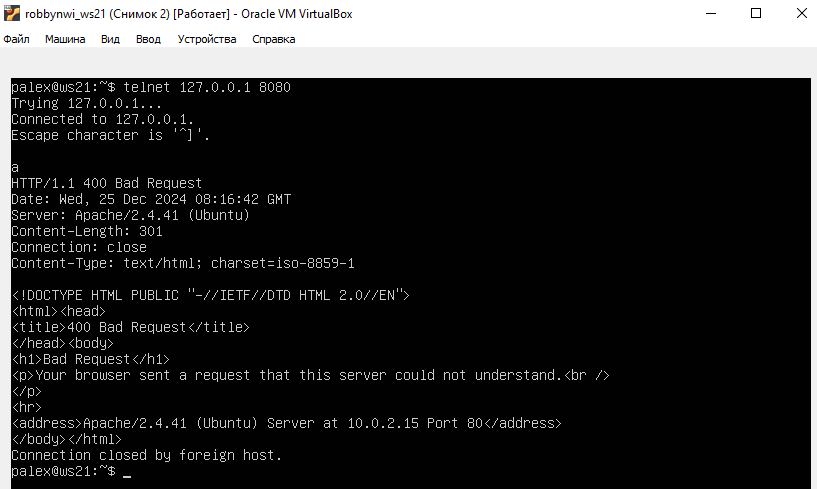 robbynwi_ws21 (Снимок 2) [Работает] - Oracle VM VirtualBox
Файл Машина Вид Ввод Устройства Справка
palex@ws21:~$ telnet 127.0.0.1 8080
Trying 127.0.0.1...
Connected to 127.0.0.1.
Escape character is '^]'.
a
HTTP/1.1 400 Bad Request
Date: Wed, 25 Dec 2024 08:16:42 GMT
Server: Apache/2.4.41 (Ubuntu)
Content-Length: 301
Connection: close
Content-Type: text/html; charset=iso-8859-1
<!DOCTYPE HTML PUBLIC "-//IETF//DTD HTML 2.0//EN">
<html><head>
<title>400 Bad Request</title>
</head><body>
<h1>Bad Request</h1>
<p>Your browser sent a request that this server could not understand.<br />
</p>
<hr>
<address>Apache/2.4.41 (Ubuntu) Server at 10.0.2.15 Port 80</address>
</body></html>
Connection closed by foreign host.
palex@ws21:~$ _